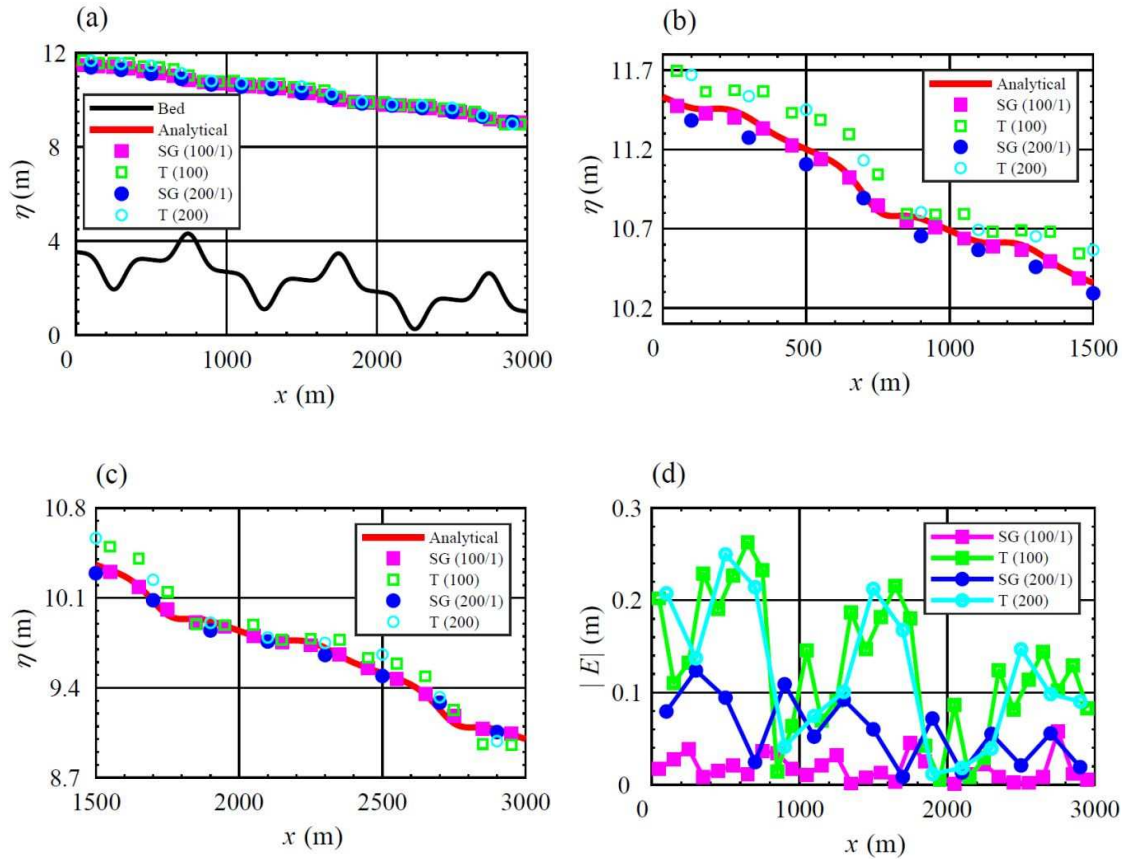 (a)
12
8
4
0
η (m)
Bed
Analytical
SG (100/1)
T (100)
SG (200/1)
T (200)
0 1000 2000 3000
x (m)
(b)
11.7
11.2
10.7
10.2
η (m)
Analytical
SG (100/1)
T (100)
SG (200/1)
T (200)
0 500 1000 1500
x (m)
(c)
10.8
10.1
9.4
8.7
η (m)
Analytical
SG (100/1)
T (100)
SG (200/1)
T (200)
1500 2000 2500 3000
x (m)
(d)
0.3
0.2
0.1
0
|E| (m)
SG (100/1)
T (100)
SG (200/1)
T (200)
0 1000 2000 3000
x (m)